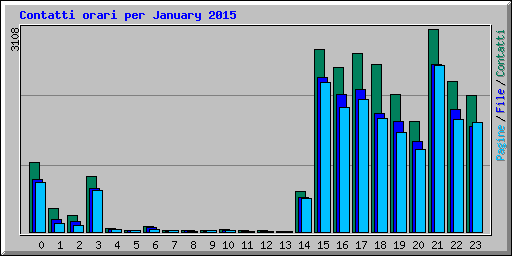 Contatti orari per January 2015
3108
Pagine / File / Contatti
0 1 2 3 4 5 6 7 8 9 10 11 12 13 14 15 16 17 18 19 20 21 22 23